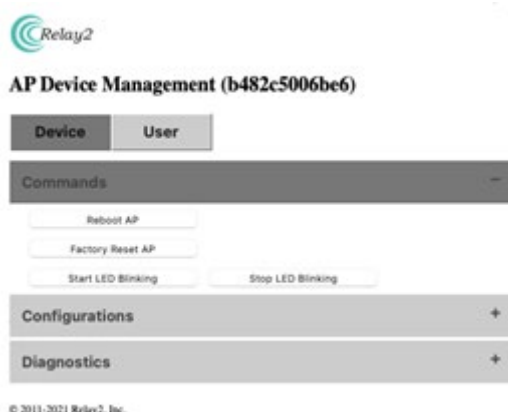 Relay2
AP Device Management (b482c5006be6)
Device User
Commands −
Reboot AP
Factory Reset AP
Start LED Blinking Stop LED Blinking
Configurations +
Diagnostics +
© 2011-2021 Relay2, Inc.